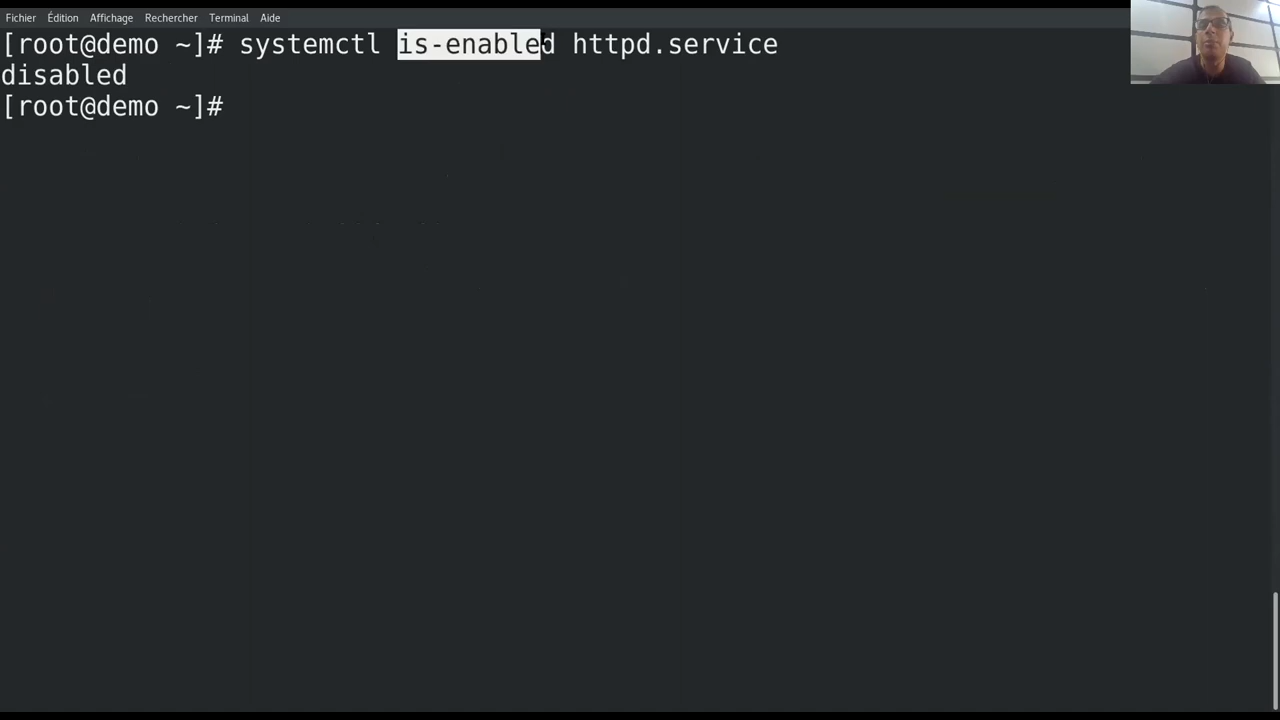 Fichier Édition Affichage Rechercher Terminal Aide
[root@demo ~]# systemctl is-enabled httpd.service
disabled
[root@demo ~]#